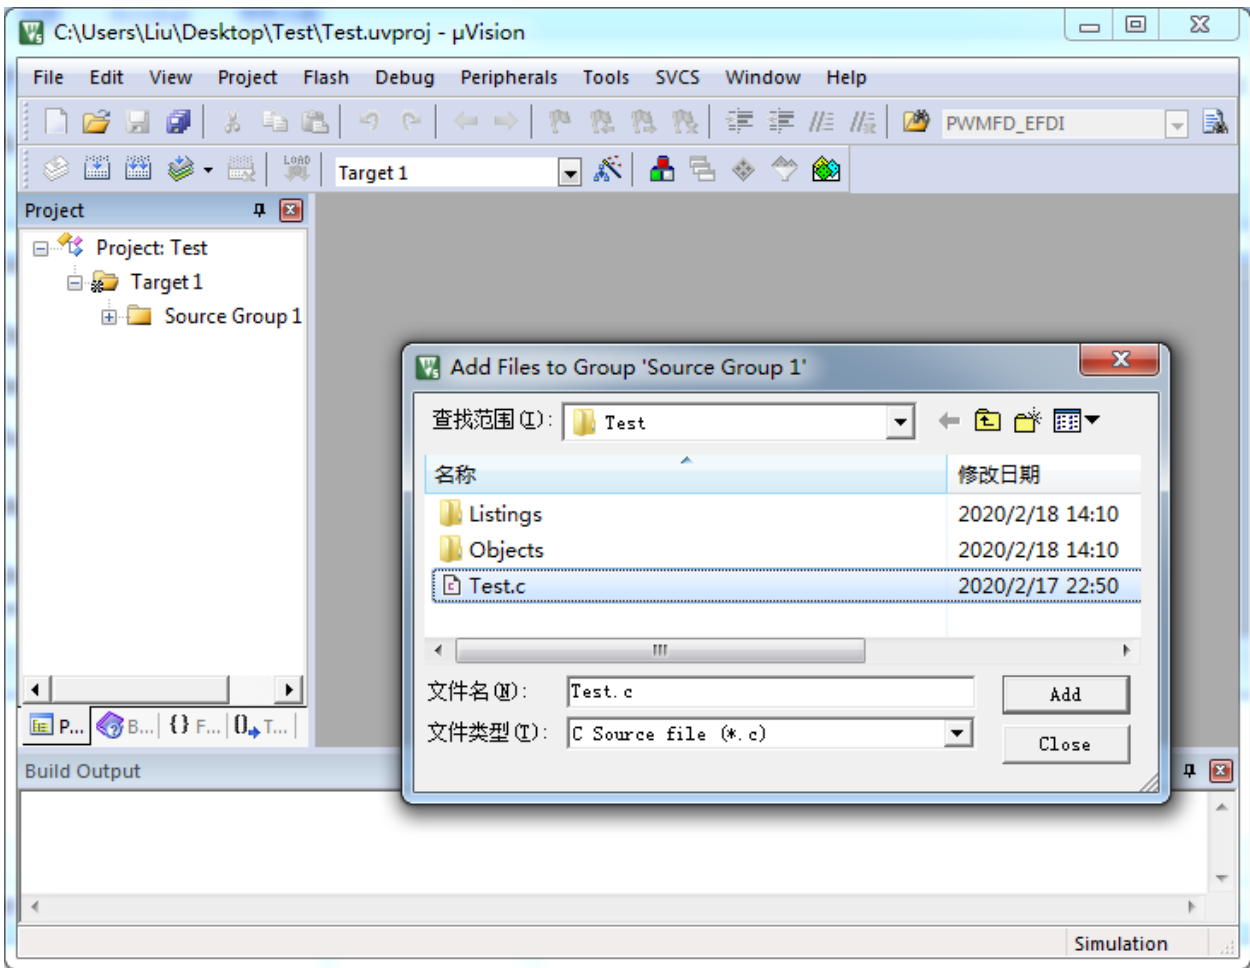 C:\Users\Liu\Desktop\Test\Test.uvproj - µVision
File Edit View Project Flash Debug Peripherals Tools SVCS Window Help
PWMFD_EFDI
LOAD Target 1
Project
Project: Test
Target 1
Source Group 1
Add Files to Group 'Source Group 1'
查找范围(I): Test
名称 修改日期
Listings 2020/2/18 14:10
Objects 2020/2/18 14:10
Test.c 2020/2/17 22:50
文件名(N): Test.c Add
文件类型(T): C Source file (*.c) Close
P... B... {} F... 0 T...
Build Output
Simulation